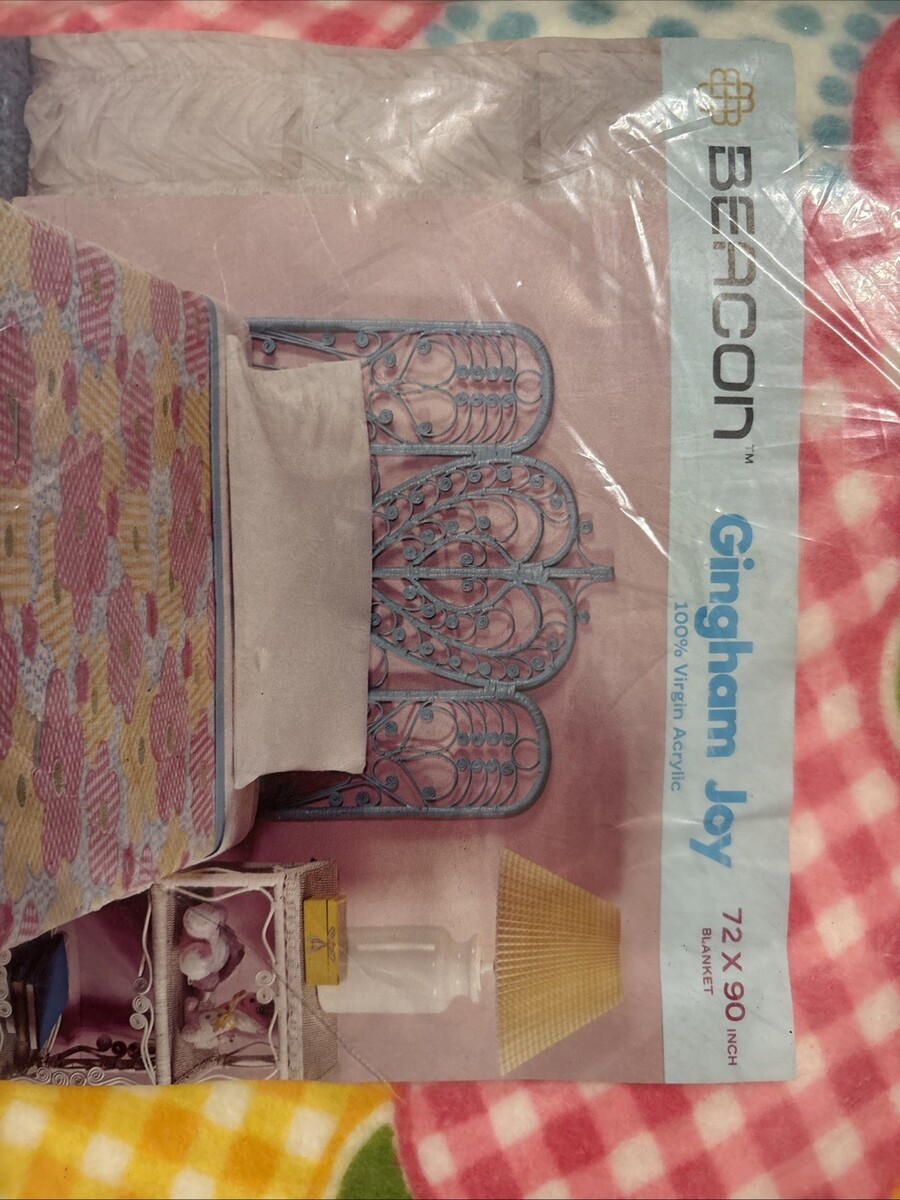 BEACON™ Gingham Joy 72 X 90 INCH
100% Virgin Acrylic BLANKET